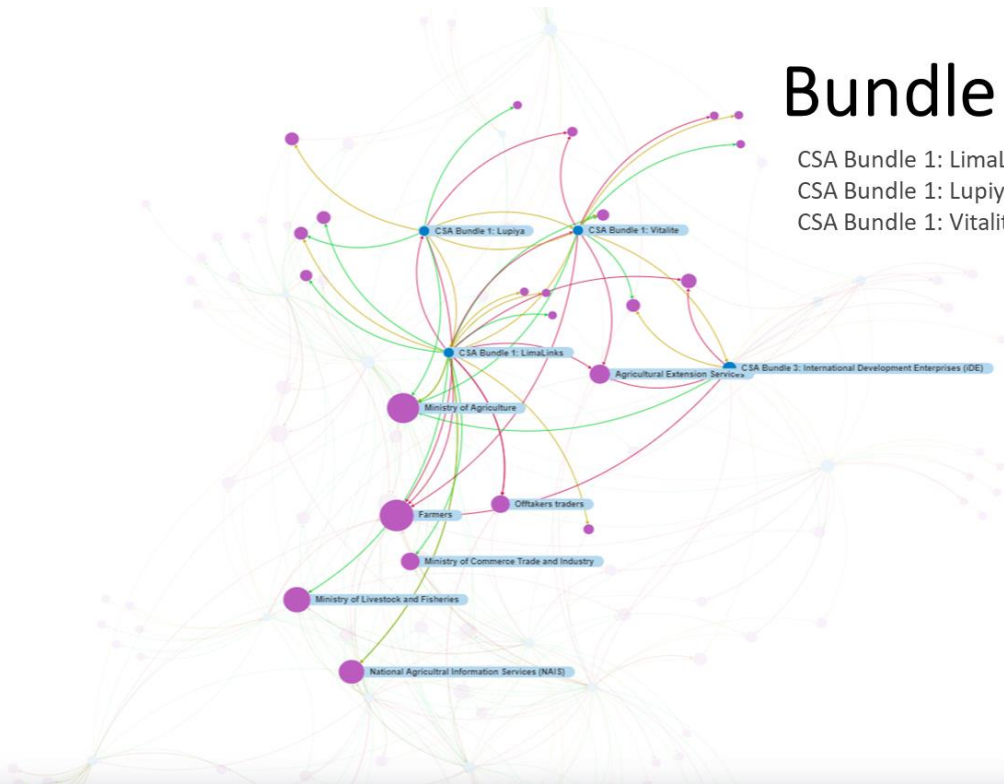 Bundle
CSA Bundle 1: LimaL
CSA Bundle 1: Lupiy
CSA Bundle 1: Vitalit
CSA Bundle 1: Lupiya
CSA Bundle 1: Vitalite
CSA Bundle 1: LimaLinks
CSA Bundle 3: International Development Enterprises (iDE)
Agricultural Extension Services
Ministry of Agriculture
Offtakers traders
Farmers
Ministry of Commerce Trade and Industry
Ministry of Livestock and Fisheries
National Agricultral Information Services (NAIS)